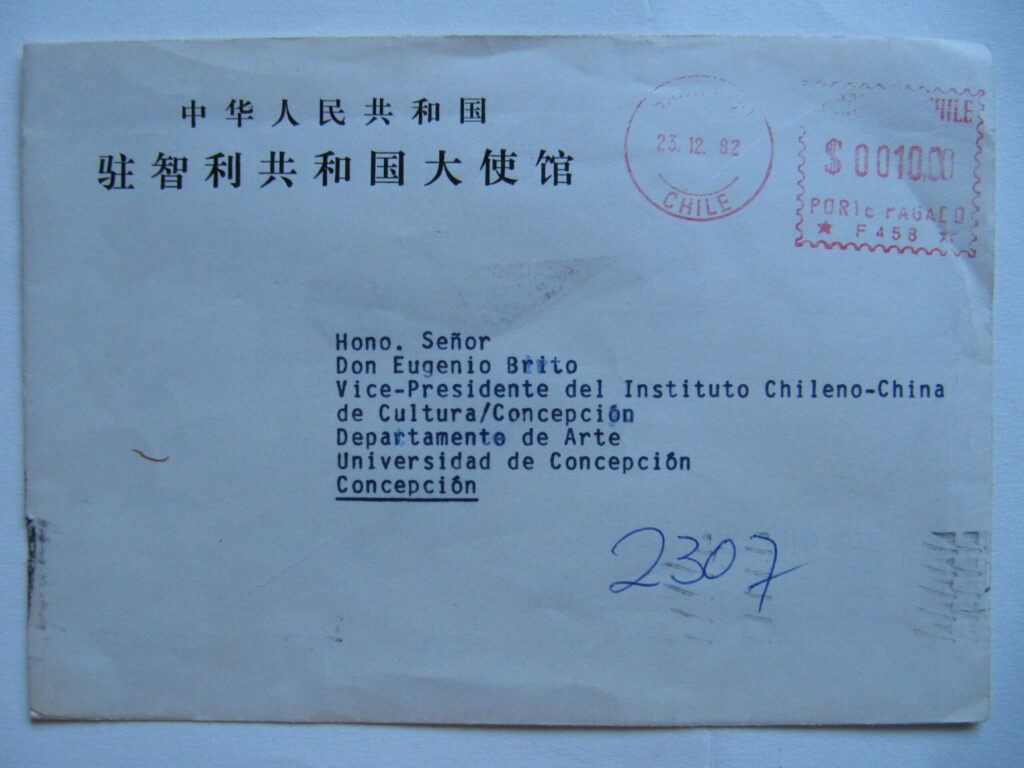 中华人民共和国
驻智利共和国大使馆
23. 12. 82
CHILE
CHILE
$ 0010.00
PORTE PAGADO
★ F 458 ★
Hono. Señor
Don Eugenio Brito
Vice-Presidente del Instituto Chileno-China
de Cultura/Concepción
Departamento de Arte
Universidad de Concepción
Concepción
2307